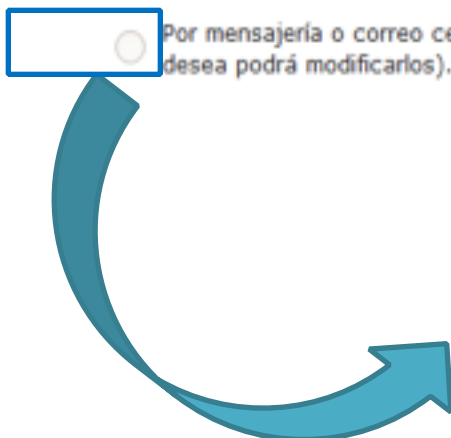 Por mensajería o correo ce
desea podrá modificarlos).